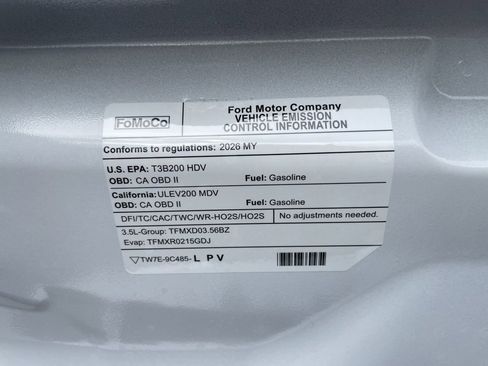 FoMoCo
Ford Motor Company
VEHICLE EMISSION
CONTROL INFORMATION
Conforms to regulations: 2026 MY
U.S. EPA: T3B200 HDV
OBD: CA OBD II Fuel: Gasoline
California: ULEV200 MDV
OBD: CA OBD II Fuel: Gasoline
DFI/TC/CAC/TWC/WR-HO2S/HO2S No adjustments needed.
3.5L-Group: TFMXD03.56BZ
Evap: TFMXR0215GDJ
TW7E-9C485- L P V